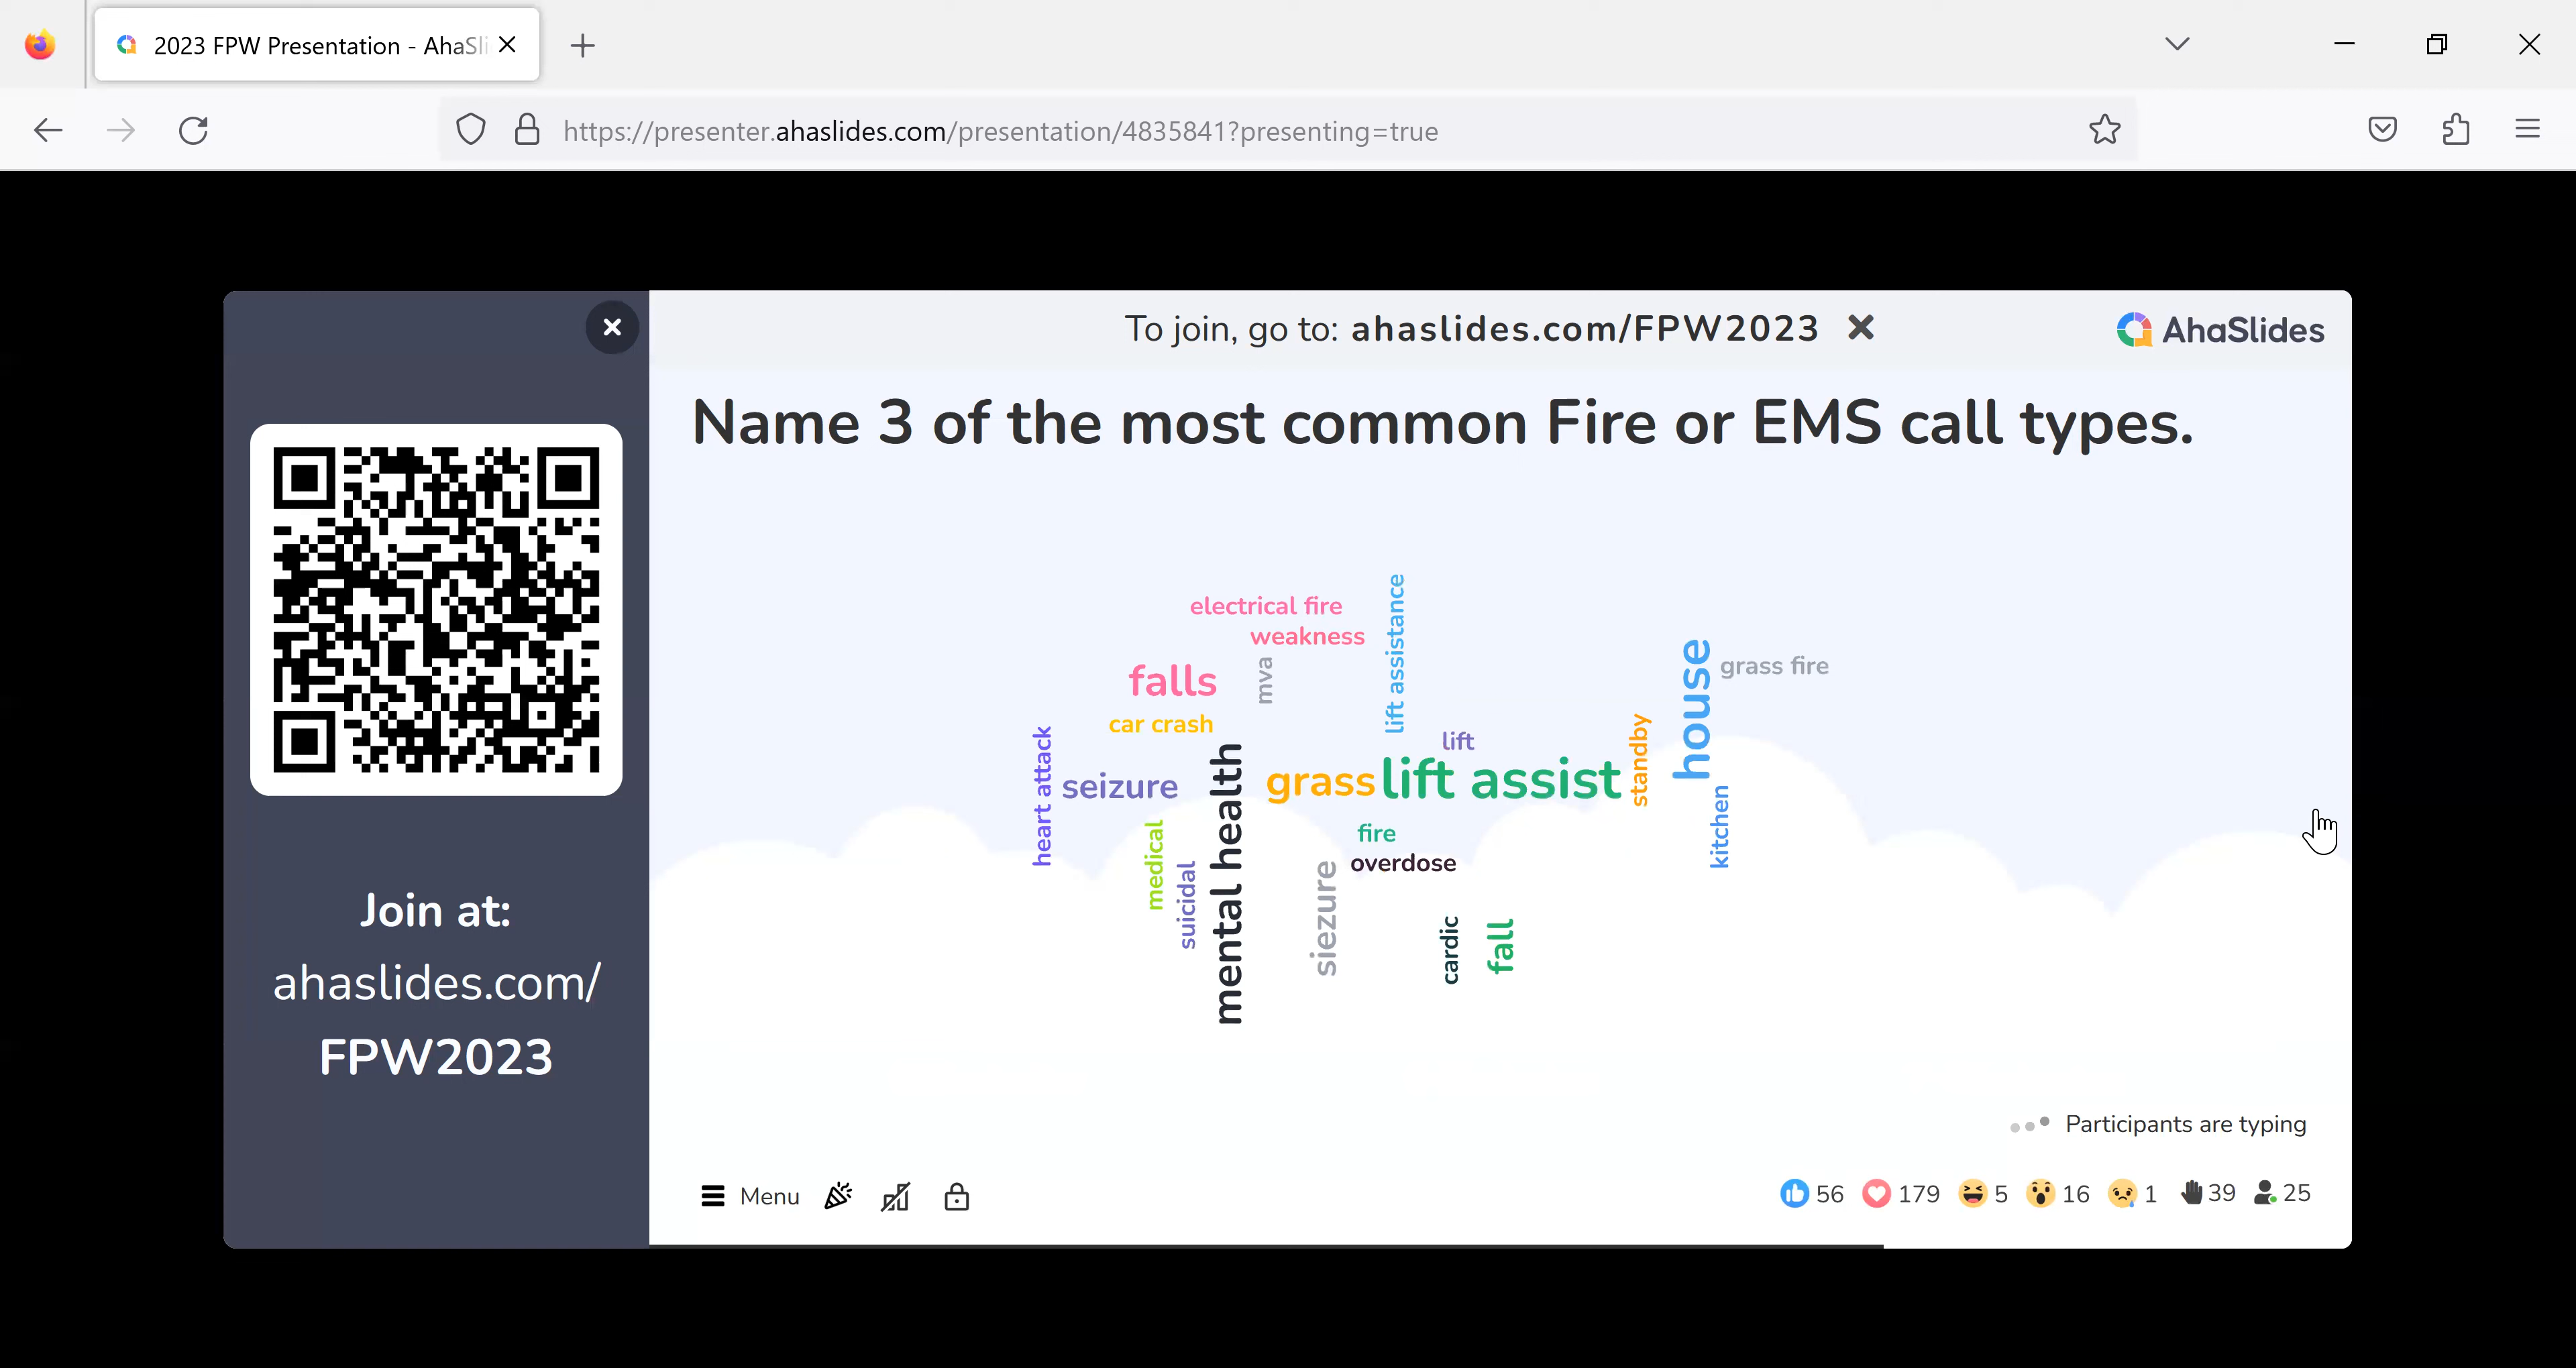 2023 FPW Presentation - AhaSli
https://presenter.ahaslides.com/presentation/4835841?presenting=true
To join, go to: ahaslides.com/FPW2023
AhaSlides
Name 3 of the most common Fire or EMS call types.
electrical fire
weakness
lift assistance
mva
falls
house
grass fire
car crash
heart attack
lift
standby
seizure
mental health
grass
lift assist
kitchen
medical
fire
overdose
suicidal
siezure
cardic
fall
Join at:
ahaslides.com/
FPW2023
Participants are typing
Menu
56 179 5 16 1 39 25